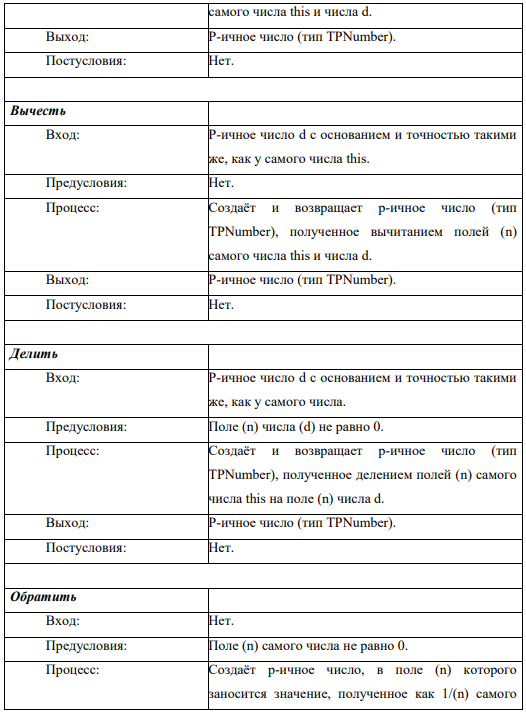 самого числа this и числа d.
Выход: P-ичное число (тип TPNumber).
Постусловия: Нет.
Вычесть
Вход: P-ичное число d с основанием и точностью такими
же, как у самого числа this.
Предусловия: Нет.
Процесс: Создаёт и возвращает р-ичное число (тип
TPNumber), полученное вычитанием полей (n)
самого числа this и числа d.
Выход: P-ичное число (тип TPNumber).
Постусловия: Нет.
Делить
Вход: P-ичное число d с основанием и точностью такими
же, как у самого числа.
Предусловия: Поле (n) числа (d) не равно 0.
Процесс: Создаёт и возвращает р-ичное число (тип
TPNumber), полученное делением полей (n) самого
числа this на поле (n) числа d.
Выход: P-ичное число (тип TPNumber).
Постусловия: Нет.
Обратить
Вход: Нет.
Предусловия: Поле (n) самого числа не равно 0.
Процесс: Создаёт р-ичное число, в поле (n) которого
заносится значение, полученное как 1/(n) самого